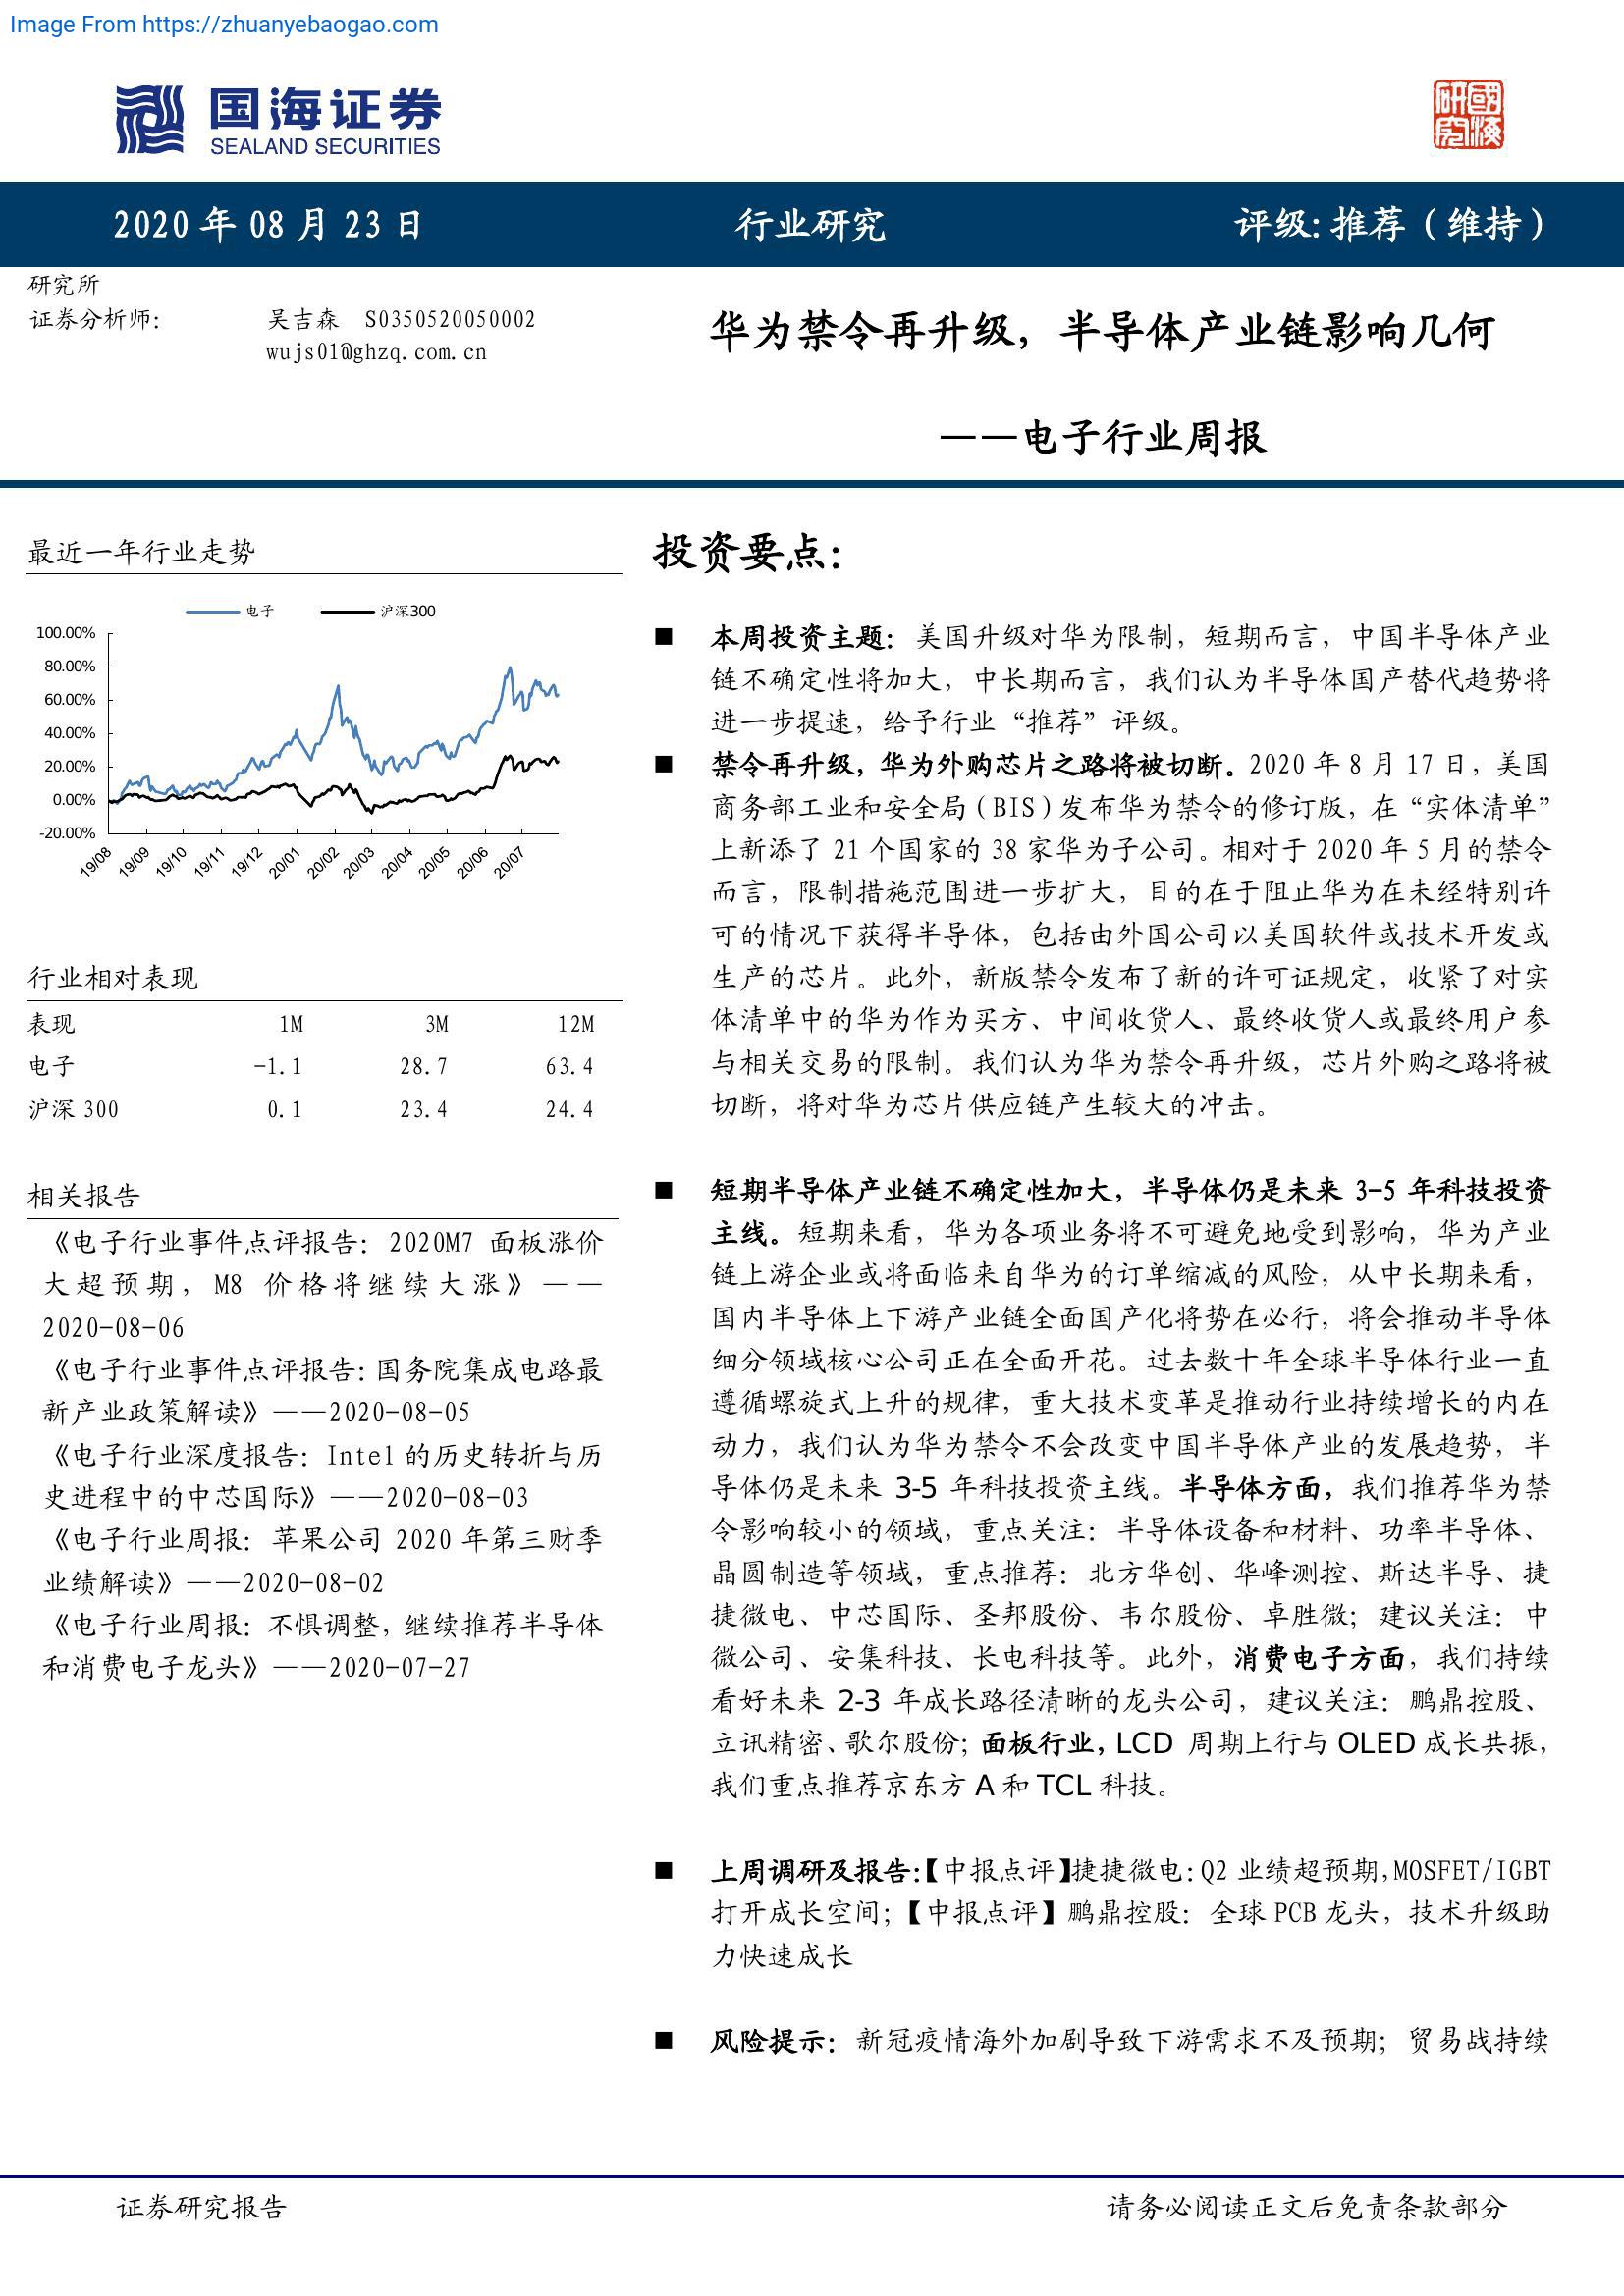 Image From https://zhuanyebaogao.com
国海证券
SEALAND SECURITIES
研究
國海
2020 年 08 月 23 日
行业研究
评级:推荐（维持）
研究所
证券分析师:
吴吉森 S0350520050002
wujs01@ghzq.com.cn
华为禁令再升级，半导体产业链影响几何
——电子行业周报
最近一年行业走势
电子
沪深300
100.00%
80.00%
60.00%
40.00%
20.00%
0.00%
-20.00%
19/08
19/09
19/10
19/11
19/12
20/01
20/02
20/03
20/04
20/05
20/06
20/07
行业相对表现
表现 1M 3M 12M
电子 -1.1 28.7 63.4
沪深 300 0.1 23.4 24.4
相关报告
《电子行业事件点评报告：2020M7 面板涨价
大超预期，M8 价格将继续大涨》——
2020-08-06
《电子行业事件点评报告:国务院集成电路最
新产业政策解读》——2020-08-05
《电子行业深度报告：Intel 的历史转折与历
史进程中的中芯国际》——2020-08-03
《电子行业周报：苹果公司 2020 年第三财季
业绩解读》——2020-08-02
《电子行业周报：不惧调整，继续推荐半导体
和消费电子龙头》——2020-07-27
投资要点：
■ 本周投资主题：美国升级对华为限制，短期而言，中国半导体产业
链不确定性将加大，中长期而言，我们认为半导体国产替代趋势将
进一步提速，给予行业“推荐”评级。
■ 禁令再升级，华为外购芯片之路将被切断。2020 年 8 月 17 日，美国
商务部工业和安全局（BIS）发布华为禁令的修订版，在“实体清单”
上新添了 21 个国家的 38 家华为子公司。相对于 2020 年 5 月的禁令
而言，限制措施范围进一步扩大，目的在于阻止华为在未经特别许
可的情况下获得半导体，包括由外国公司以美国软件或技术开发或
生产的芯片。此外，新版禁令发布了新的许可证规定，收紧了对实
体清单中的华为作为买方、中间收货人、最终收货人或最终用户参
与相关交易的限制。我们认为华为禁令再升级，芯片外购之路将被
切断，将对华为芯片供应链产生较大的冲击。
■ 短期半导体产业链不确定性加大，半导体仍是未来 3-5 年科技投资
主线。短期来看，华为各项业务将不可避免地受到影响，华为产业
链上游企业或将面临来自华为的订单缩减的风险，从中长期来看，
国内半导体上下游产业链全面国产化将势在必行，将会推动半导体
细分领域核心公司正在全面开花。过去数十年全球半导体行业一直
遵循螺旋式上升的规律，重大技术变革是推动行业持续增长的内在
动力，我们认为华为禁令不会改变中国半导体产业的发展趋势，半
导体仍是未来 3-5 年科技投资主线。半导体方面，我们推荐华为禁
令影响较小的领域，重点关注：半导体设备和材料、功率半导体、
晶圆制造等领域，重点推荐：北方华创、华峰测控、斯达半导、捷
捷微电、中芯国际、圣邦股份、韦尔股份、卓胜微；建议关注：中
微公司、安集科技、长电科技等。此外，消费电子方面，我们持续
看好未来 2-3 年成长路径清晰的龙头公司，建议关注：鹏鼎控股、
立讯精密、歌尔股份；面板行业，LCD 周期上行与 OLED 成长共振，
我们重点推荐京东方 A 和 TCL 科技。
■ 上周调研及报告:【中报点评】捷捷微电:Q2 业绩超预期,MOSFET/IGBT
打开成长空间；【中报点评】鹏鼎控股：全球 PCB 龙头，技术升级助
力快速成长
■ 风险提示：新冠疫情海外加剧导致下游需求不及预期；贸易战持续
证券研究报告
请务必阅读正文后免责条款部分